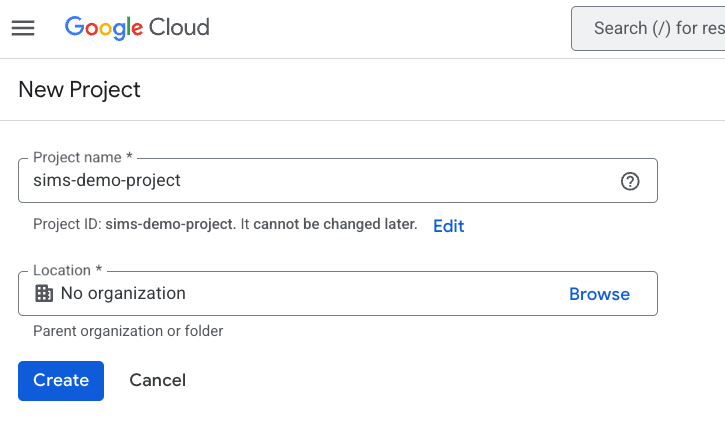 Google Cloud
Search (/) for res
New Project
Project name *
sims-demo-project
Project ID: sims-demo-project. It cannot be changed later. Edit
Location *
No organization Browse
Parent organization or folder
Create Cancel